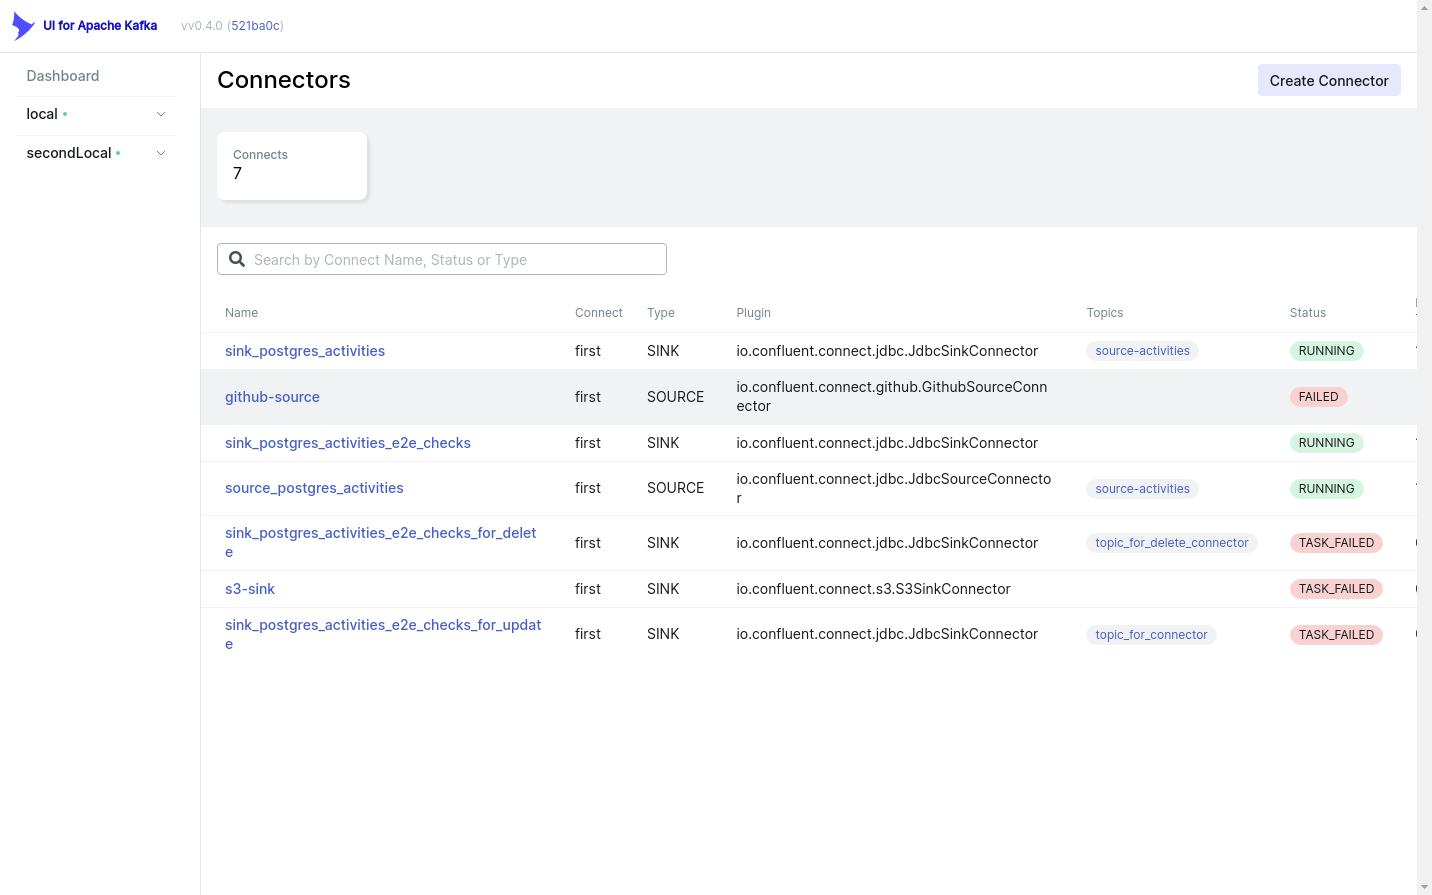 UI for Apache Kafka vv0.4.0 (521ba0c)
Dashboard
local
secondLocal
Connectors
Create Connector
Connects
7
Search by Connect Name, Status or Type
Name Connect Type Plugin Topics Status
sink_postgres_activities first SINK io.confluent.connect.jdbc.JdbcSinkConnector source-activities RUNNING
github-source first SOURCE io.confluent.connect.github.GithubSourceConn
ector FAILED
sink_postgres_activities_e2e_checks first SINK io.confluent.connect.jdbc.JdbcSinkConnector RUNNING
source_postgres_activities first SOURCE io.confluent.connect.jdbc.JdbcSourceConnecto
r source-activities RUNNING
sink_postgres_activities_e2e_checks_for_delet
e first SINK io.confluent.connect.jdbc.JdbcSinkConnector topic_for_delete_connector TASK_FAILED
s3-sink first SINK io.confluent.connect.s3.S3SinkConnector TASK_FAILED
sink_postgres_activities_e2e_checks_for_updat
e first SINK io.confluent.connect.jdbc.JdbcSinkConnector topic_for_connector TASK_FAILED